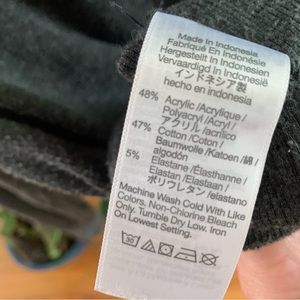 Made In Indonesia
Fabriqué En Indonésie
Hergestellt In Indonesien
Vervaardigd In Indonesië
インドネシア製
hecho en indonesia
48% Acrylic /Acrylique /
Polyacryl /Acryl /
アクリル /acrílico
47% Cotton /Coton /
Baumwolle /Katoen /綿 /
algodón
5% Elastane /Élasthanne /
Elastan /Elastaan /
ポリウレタン /elastano
Machine Wash Cold With Like
Colors. Non-Chlorine Bleach
Only. Tumble Dry Low. Iron
On Lowest Setting.
30